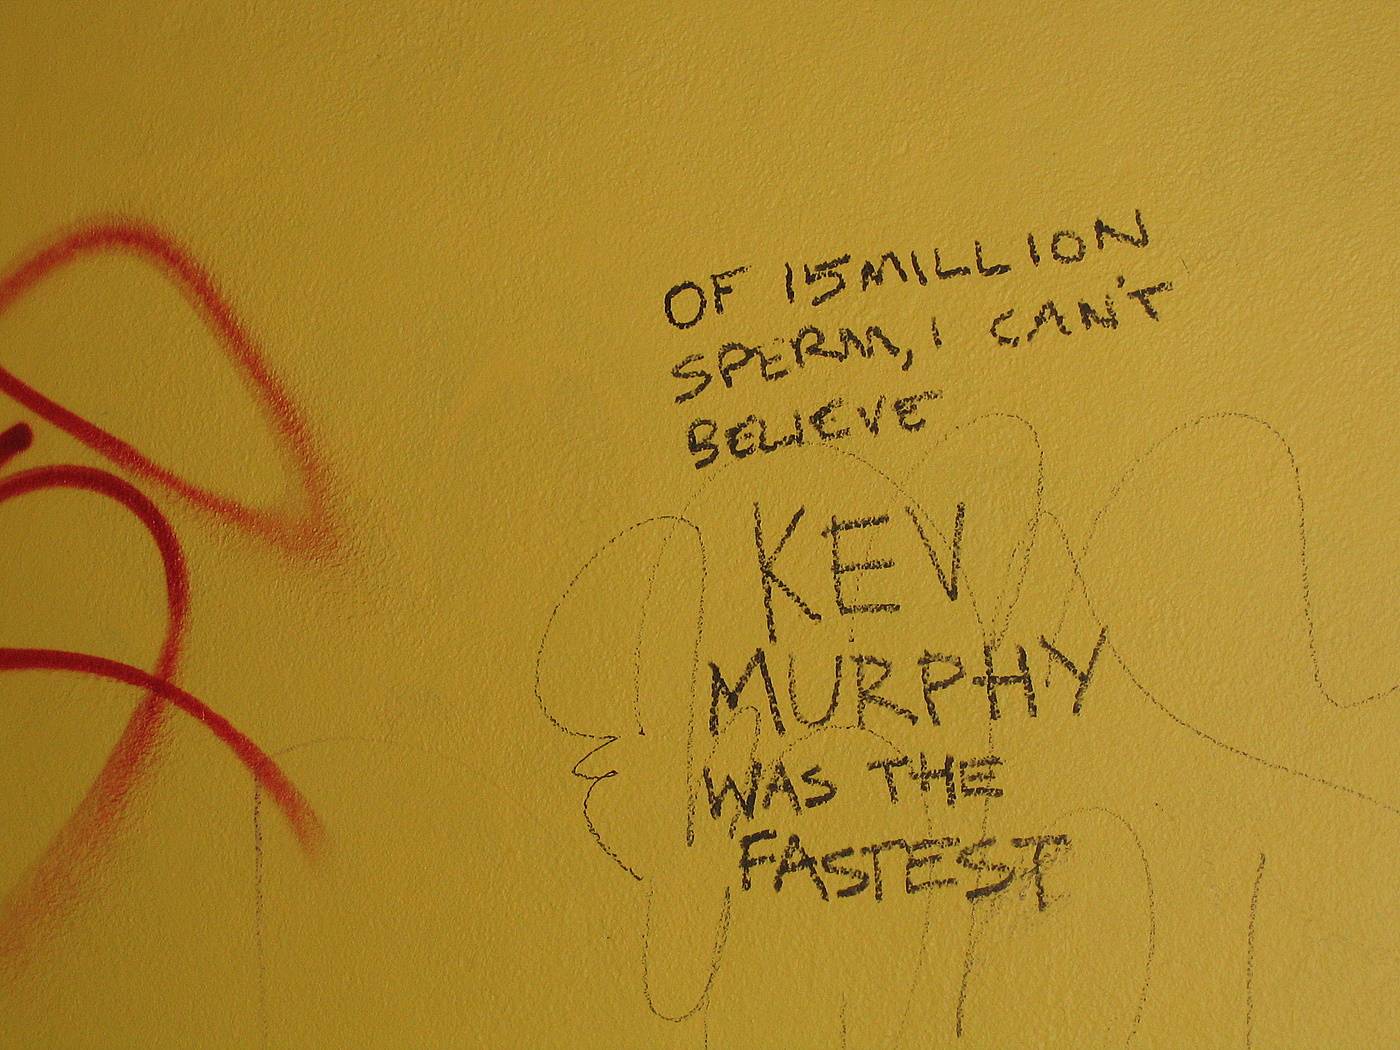 OF 15 MILLION
SPERM, I CAN'T
BELIEVE
KEV
MURPHY
WAS THE
FASTEST